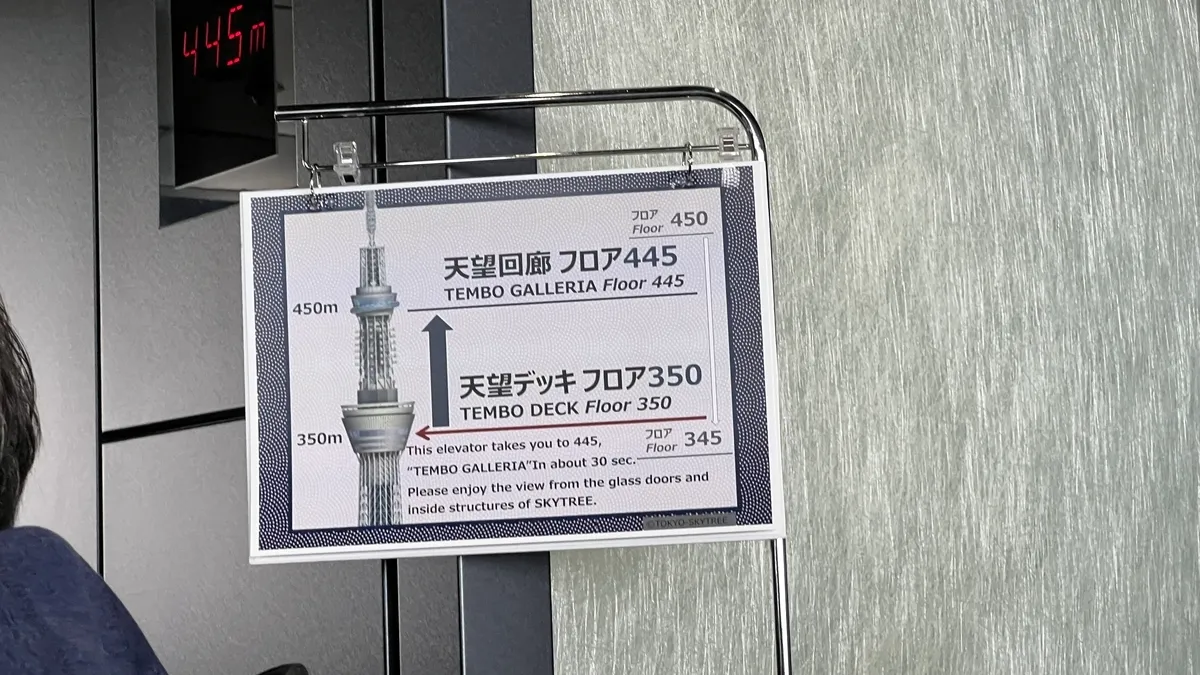 445m
フロア
Floor 450
天望回廊 フロア445
TEMBO GALLERIA Floor 445
450m
天望デッキ フロア350
TEMBO DECK Floor 350
350m
フロア
Floor 345
This elevator takes you to 445,
“TEMBO GALLERIA”In about 30 sec.
Please enjoy the view from the glass doors and
inside structures of SKYTREE.
©TOKYO-SKYTREE